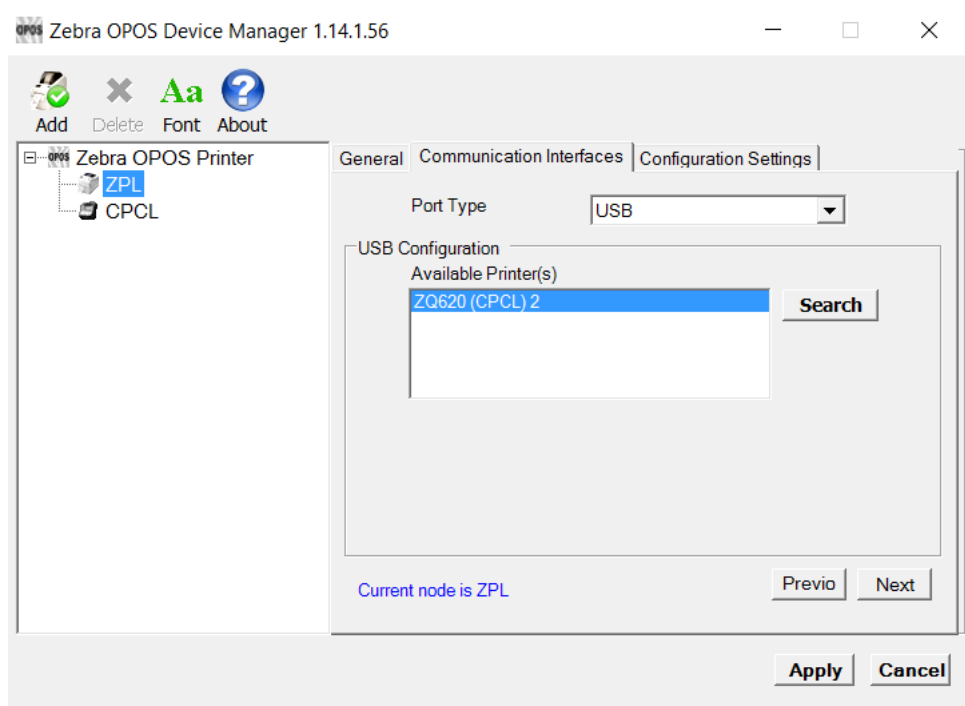 OPOS Zebra OPOS Device Manager 1.14.1.56
Add Delete Font About
OPOS Zebra OPOS Printer
ZPL
CPCL
General Communication Interfaces Configuration Settings
Port Type USB
USB Configuration
Available Printer(s)
ZQ620 (CPCL) 2
Search
Current node is ZPL
Previo Next
Apply Cancel